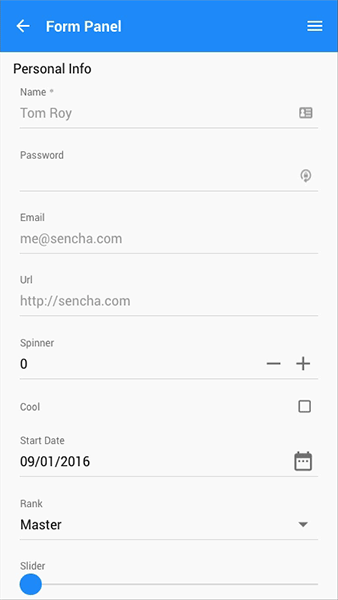 Form Panel
Personal Info
Name *
Tom Roy
Password
Email
me@sencha.com
Url
http://sencha.com
Spinner
0
Cool
Start Date
09/01/2016
Rank
Master
Slider